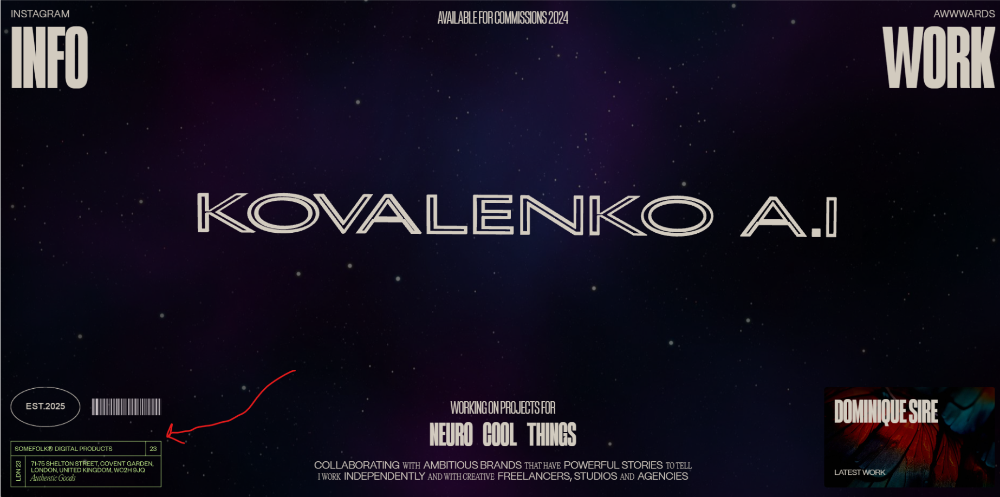 INSTAGRAM
AVAILABLE FOR COMMISSIONS 2024
AWWWARDS
INFO
WORK
KOVALENKO A.I
EST.2025
SOMEFOLK® DIGITAL PRODUCTS
23
LDN 23
71-75 SHELTON STREET, COVENT GARDEN,
LONDON, UNITED KINGDOM, WC2H 9JQ
Authentic Goods
WORKING ON PROJECTS FOR
NEURO COOL THINGS
COLLABORATING WITH AMBITIOUS BRANDS THAT HAVE POWERFUL STORIES TO TELL
I WORK INDEPENDENTLY AND WITH CREATIVE FREELANCERS, STUDIOS AND AGENCIES
DOMINIQUE SIRE
LATEST WORK